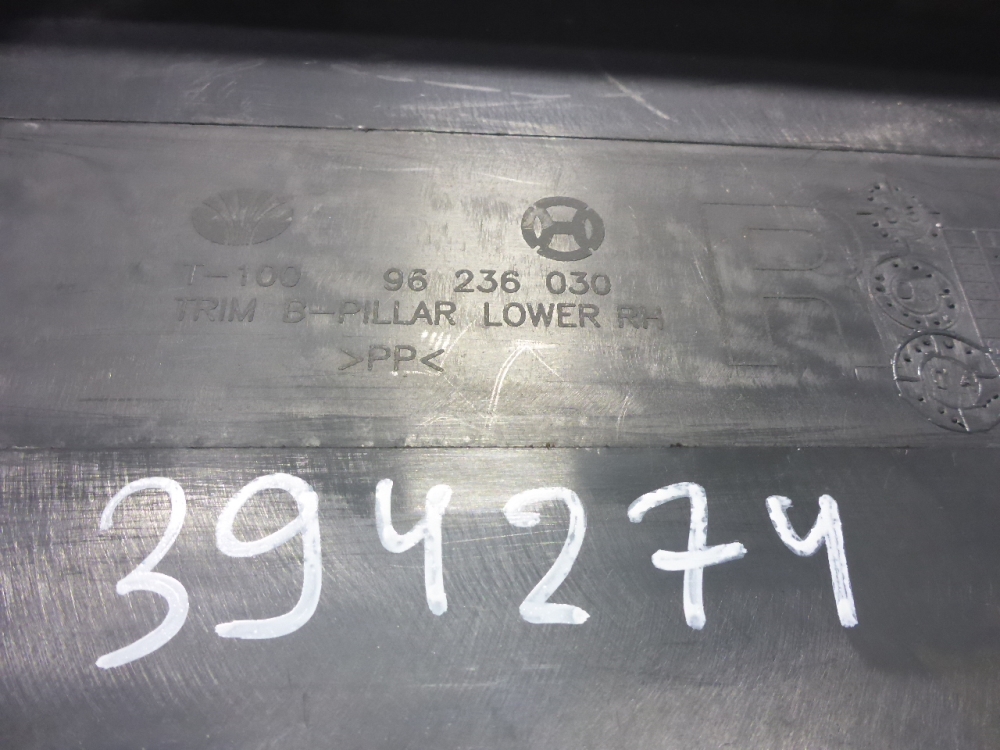 T-100 96 236 030
TRIM B-PILLAR LOWER RH
>PP<
394274